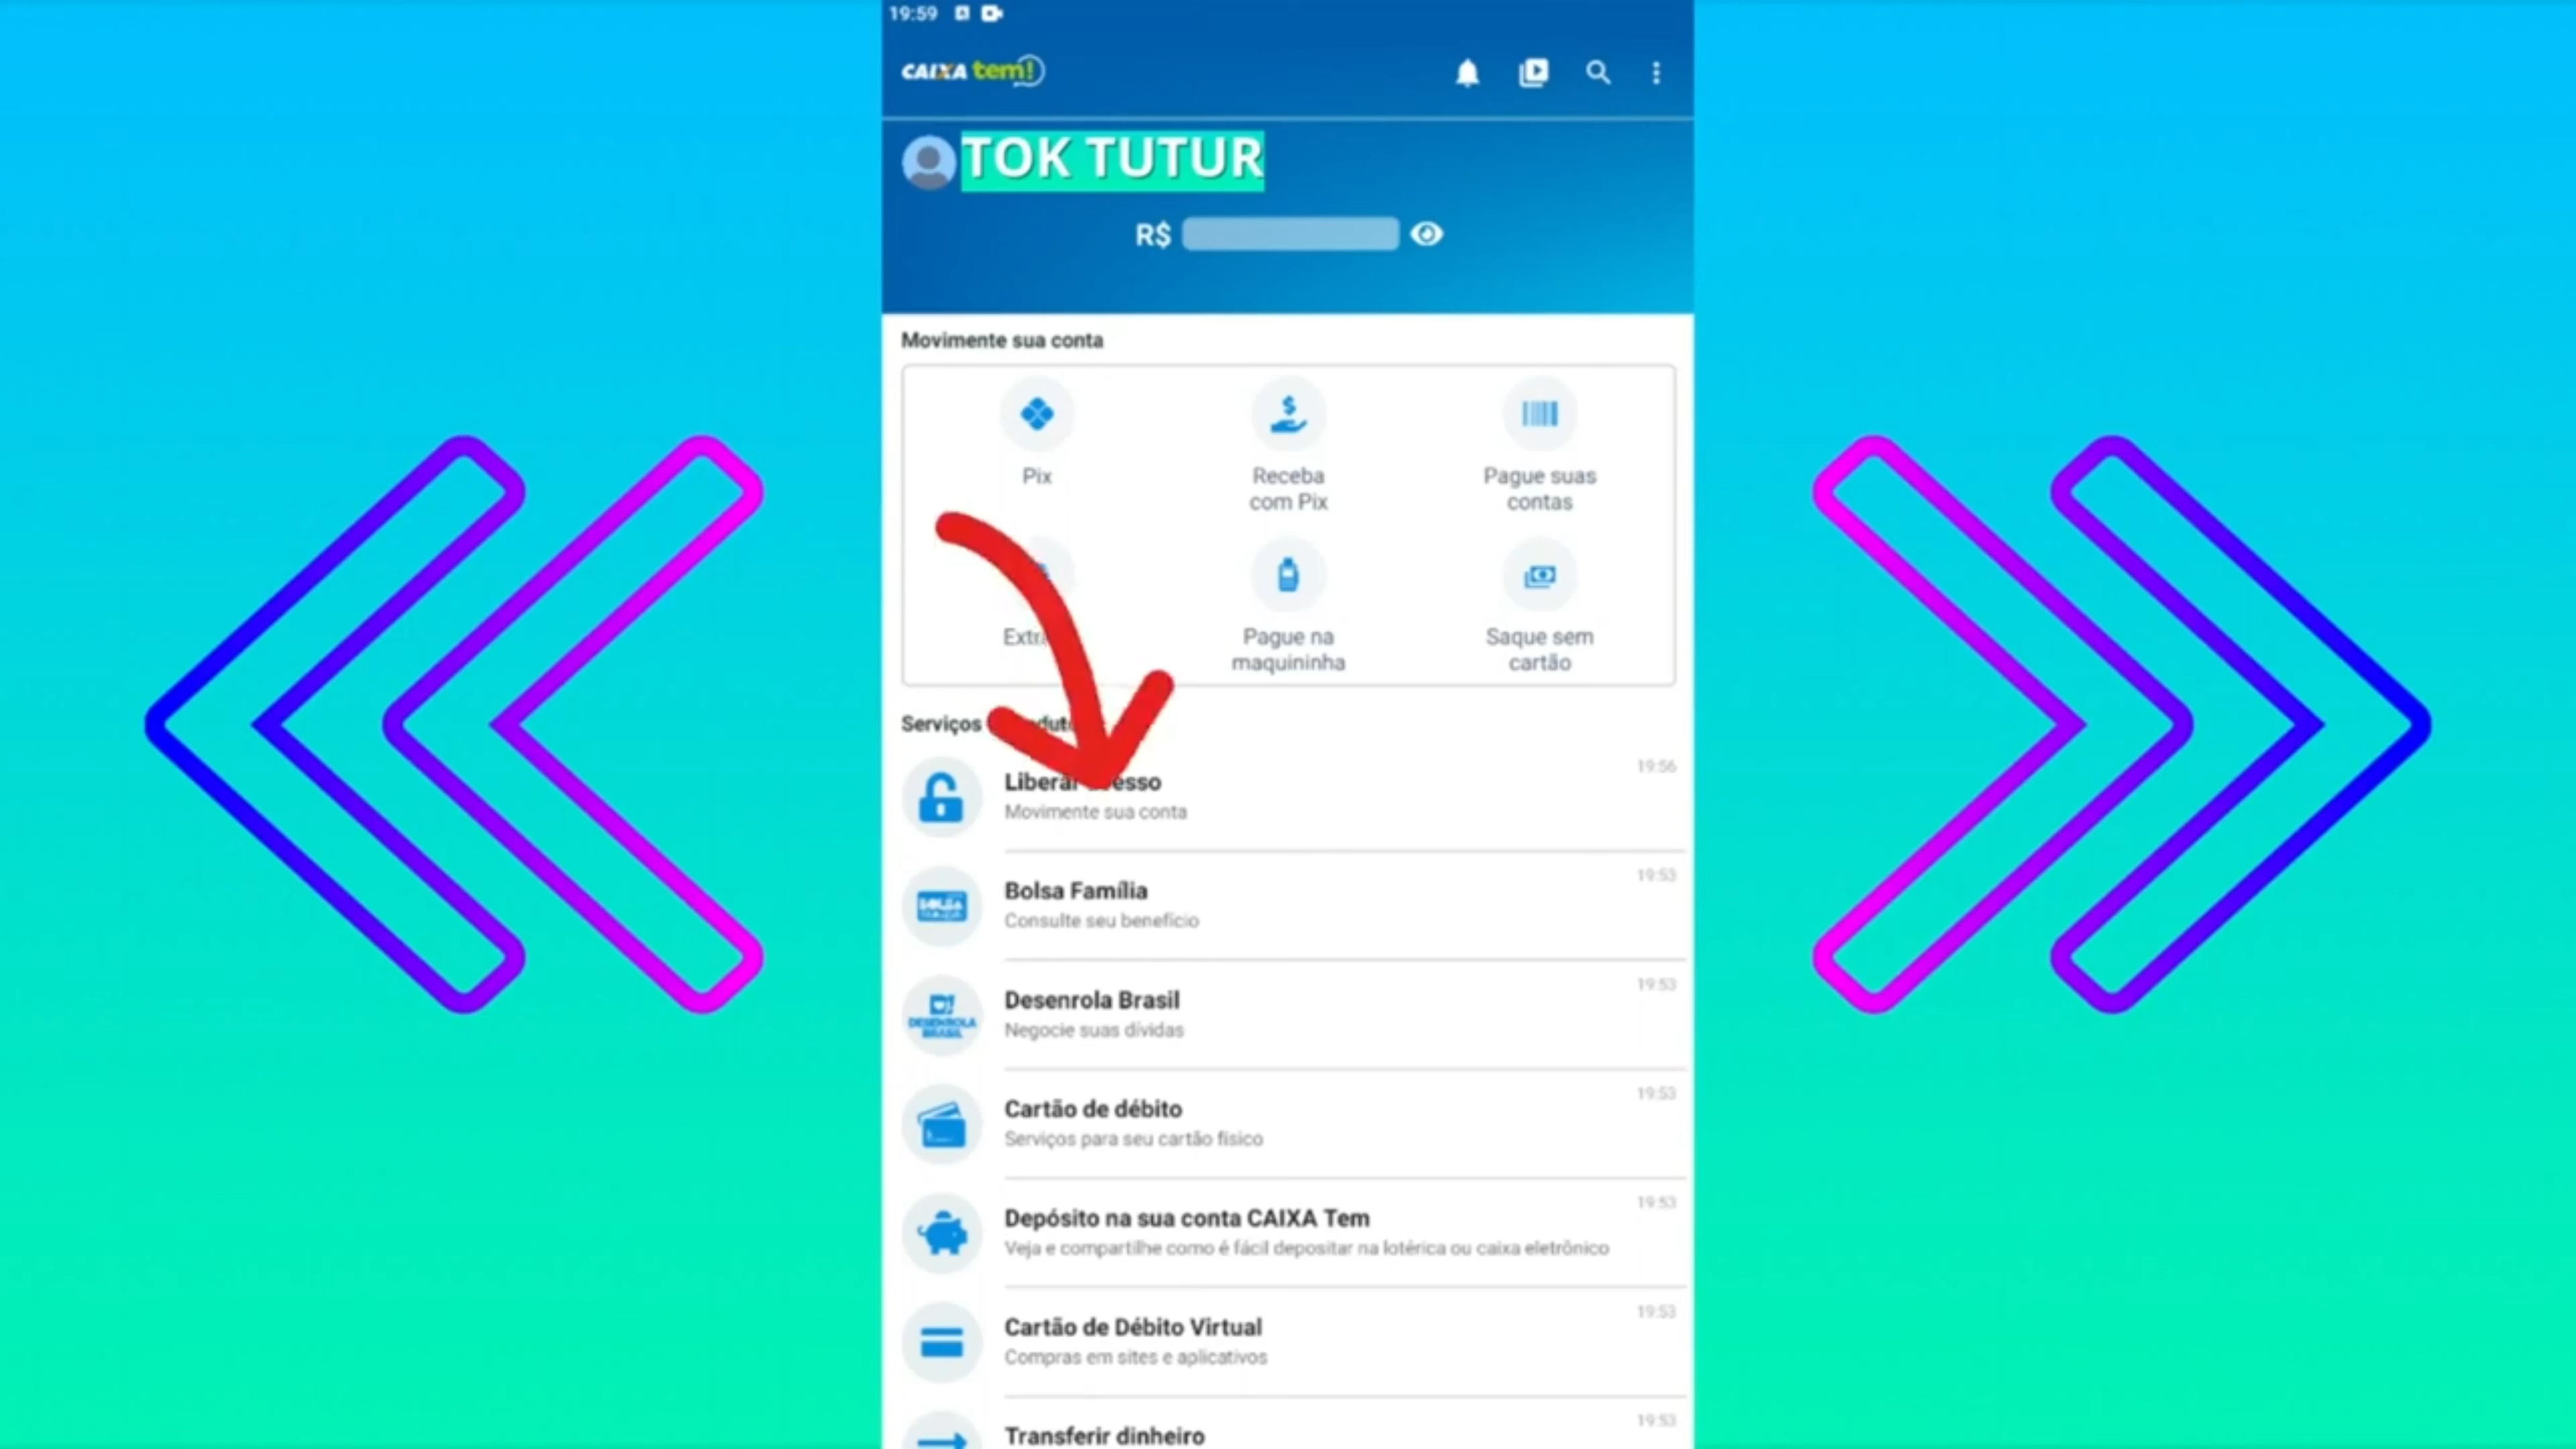 19:59
CAIXA tem!
TOK TUTUR
R$
Movimente sua conta
Pix
Receba
com Pix
Pague suas
contas
Pague na
maquininha
Saque sem
cartão
Serviços
Liberar
19:56
Movimente sua conta
Bolsa Família
19:53
Consulte seu benefício
Desenrola Brasil
19:53
DESENROLA
BRASIL
Negocie suas dívidas
Cartão de débito
19:53
Serviços para seu cartão físico
Depósito na sua conta CAIXA Tem
19:53
Veja e compartilhe como é fácil depositar na lotérica ou caixa eletrônico
Cartão de Débito Virtual
19:53
Compras em sites e aplicativos
Transferir dinheiro
19:53